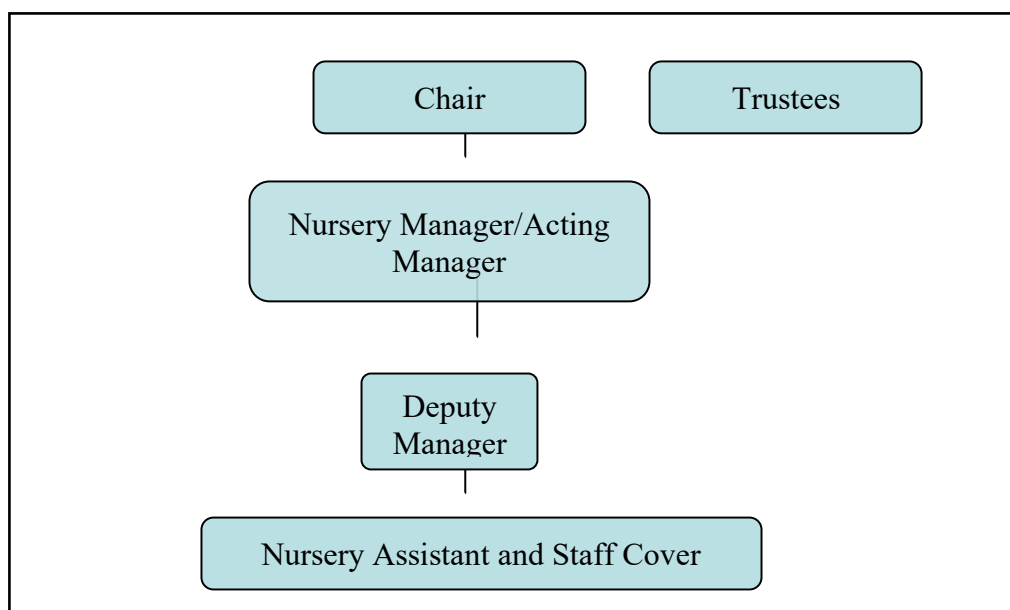 Chair
Trustees
Nursery Manager/Acting
Manager
Deputy
Manager
Nursery Assistant and Staff Cover